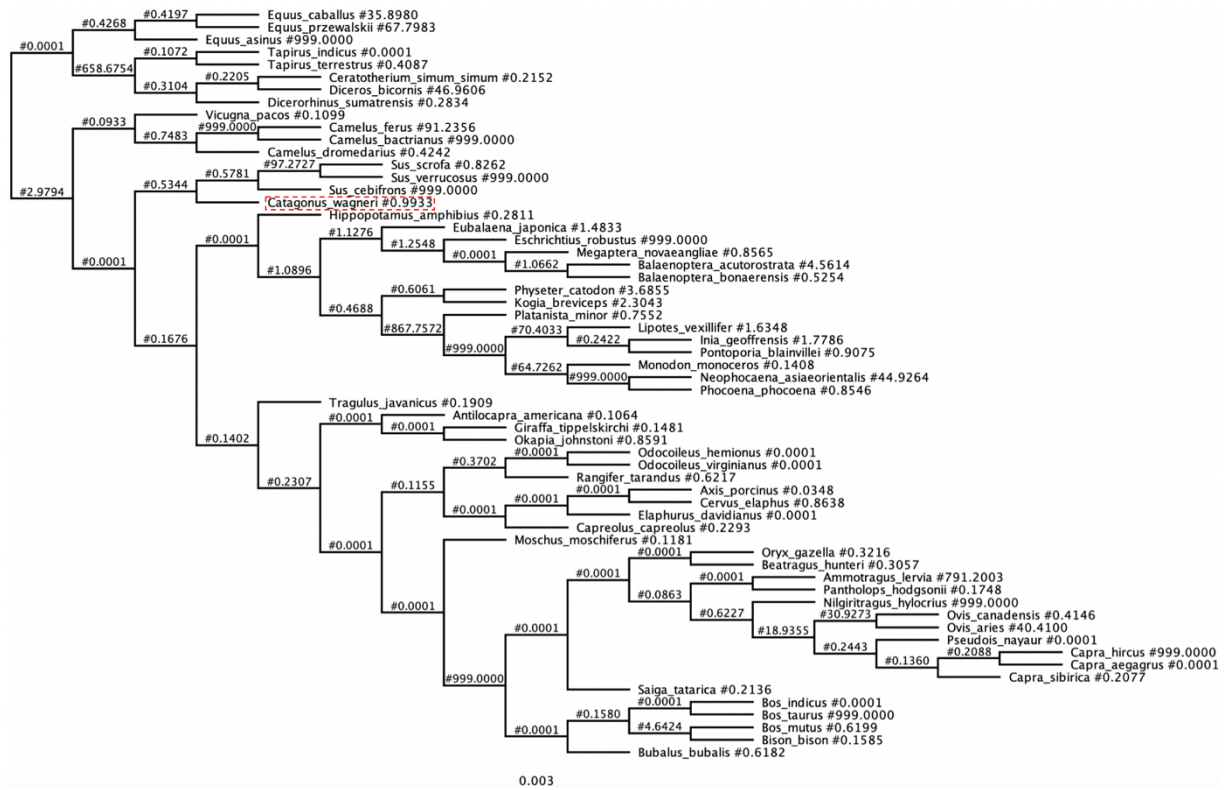 #0.4197
Equus_caballus #35.8980
#0.4268
Equus_przewalskii #67.7983
Equus_asinus #999.0000
#0.0001
#0.1072
Tapirus_indicus #0.0001
Tapirus_terrestrus #0.4087
#658.6754
#0.2205
Ceratotherium_simum_simum #0.2152
#0.3104
Diceros_bicornis #46.9606
Dicerorhinus_sumatrensis #0.2834
Vicugna_pacos #0.1099
#0.0933
#999.0000
Camelus_ferus #91.2356
#0.7483
Camelus_bactrianus #999.0000
Camelus_dromedarius #0.4242
#2.9794
#97.2727
Sus_scrofa #0.8262
#0.5781
Sus_verrucosus #999.0000
#0.5344
Sus_cebifrons #999.0000
Catagonus_wagneri #0.9933
#0.0001
Hippopotamus_amphibius #0.2811
#0.0001
#1.1276
Eubalaena_japonica #1.4833
#1.2548
Eschrichtius_robustus #999.0000
#0.0001
Megaptera_novaeangliae #0.8565
#1.0896
#1.0662
Balaenoptera_acutorostrata #4.5614
Balaenoptera_bonaerensis #0.5254
#0.6061
Physeter_catodon #3.6855
#0.4688
Kogia_breviceps #2.3043
Platanista_minor #0.7552
#867.7572
#70.4033
Lipotes_vexillifer #1.6348
#0.2422
Inia_geoffrensis #1.7786
#999.0000
Pontoporia_blainvillei #0.9075
#0.1676
#64.7262
Monodon_monoceros #0.1408
#999.0000
Neophocaena_asiaeorientalis #44.9264
Phocoena_phocoena #0.8546
Tragulus_javanicus #0.1909
#0.1402
#0.0001
Antilocapra_americana #0.1064
#0.0001
Giraffa_tippelskirchi #0.1481
Okapia_johnstoni #0.8591
#0.2307
#0.0001
Odocoileus_hemionus #0.0001
#0.3702
Odocoileus_virginianus #0.0001
Rangifer_tarandus #0.6217
#0.1155
#0.0001
Axis_porcinus #0.0348
#0.0001
Cervus_elaphus #0.8638
#0.0001
Elaphurus_davidianus #0.0001
Capreolus_capreolus #0.2293
#0.0001
Moschus_moschiferus #0.1181
#0.0001
#0.0001
Oryx_gazella #0.3216
Beatragus_hunteri #0.3057
#0.0001
#0.0001
Ammotragus_lervia #791.2003
#0.0863
Pantholops_hodgsonii #0.1748
#0.6227
Nilgiritragus_hylocrius #999.0000
#30.9273
Ovis_canadensis #0.4146
#18.9355
Ovis_aries #40.4100
#0.2443
Pseudois_nayaur #0.0001
#0.0001
#0.2088
Capra_hircus #999.0000
#0.1360
Capra_aegagrus #0.0001
Capra_sibirica #0.2077
#999.0000
Saiga_tatarica #0.2136
#0.0001
Bos_indicus #0.0001
#0.1580
Bos_taurus #999.0000
#0.0001
#4.6424
Bos_mutus #0.6199
Bison_bison #0.1585
Bubalus_bubalis #0.6182
0.003